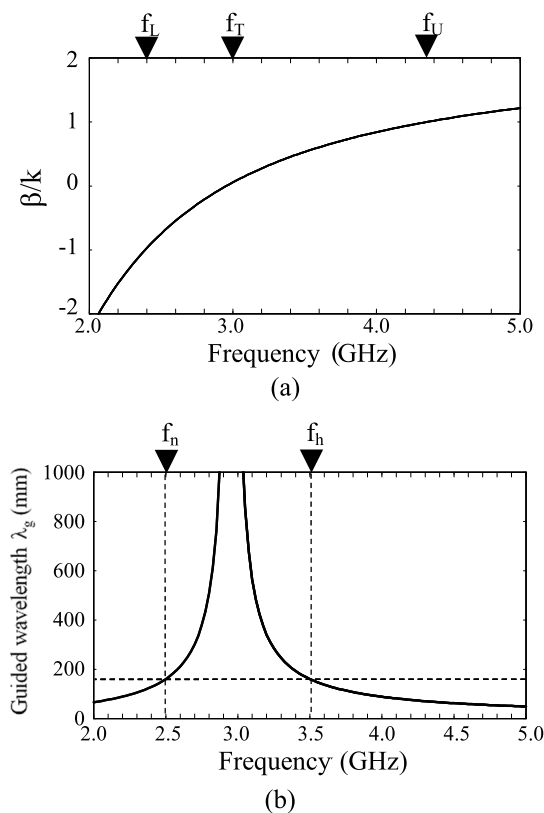 f_L f_T f_U
2
1
0
-1
-2
β/k
2.0 3.0 4.0 5.0
Frequency (GHz)
(a)
f_n f_h
1000
800
600
400
200
0
Guided wavelength λ_g (mm)
2.0 2.5 3.0 3.5 4.0 4.5 5.0
Frequency (GHz)
(b)